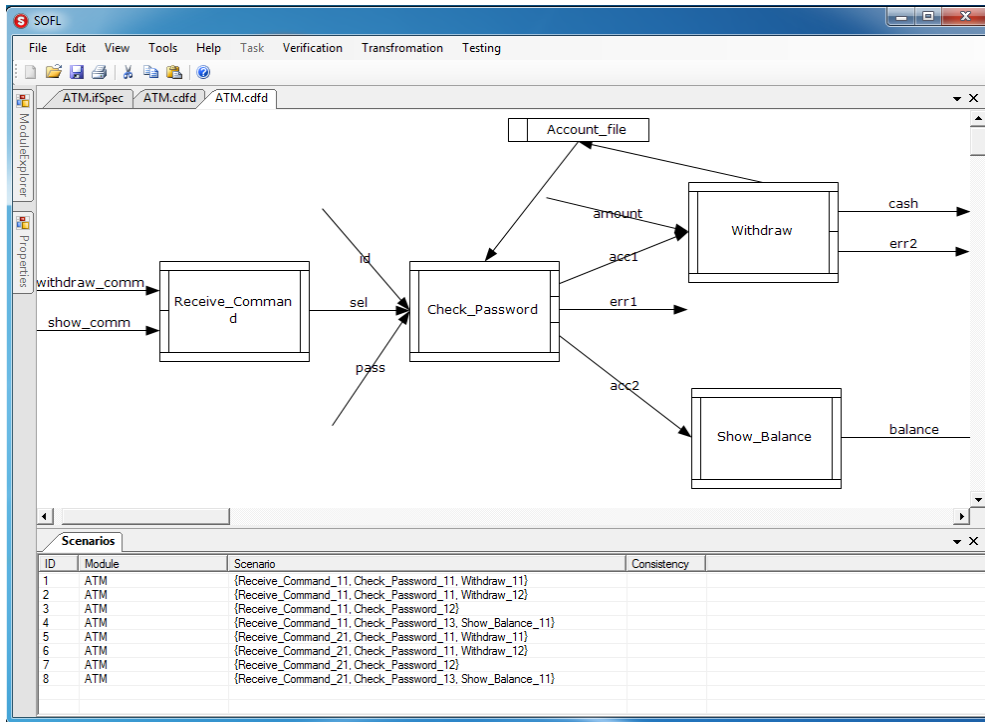 SOFL
File Edit View Tools Help Task Verification Transfromation Testing
ModuleExplorer
Properties
ATM.ifSpec ATM.cdfd ATM.cdfd
Account_file
amount
Withdraw
cash
err2
id
acc1
withdraw_comm
show_comm
Receive_Comman
d
sel
Check_Password
err1
pass
acc2
Show_Balance
balance
Scenarios
ID Module Scenario Consistency
1 ATM {Receive_Command_11, Check_Password_11, Withdraw_11}
2 ATM {Receive_Command_11, Check_Password_11, Withdraw_12}
3 ATM {Receive_Command_11, Check_Password_12}
4 ATM {Receive_Command_11, Check_Password_13, Show_Balance_11}
5 ATM {Receive_Command_21, Check_Password_11, Withdraw_11}
6 ATM {Receive_Command_21, Check_Password_11, Withdraw_12}
7 ATM {Receive_Command_21, Check_Password_12}
8 ATM {Receive_Command_21, Check_Password_13, Show_Balance_11}